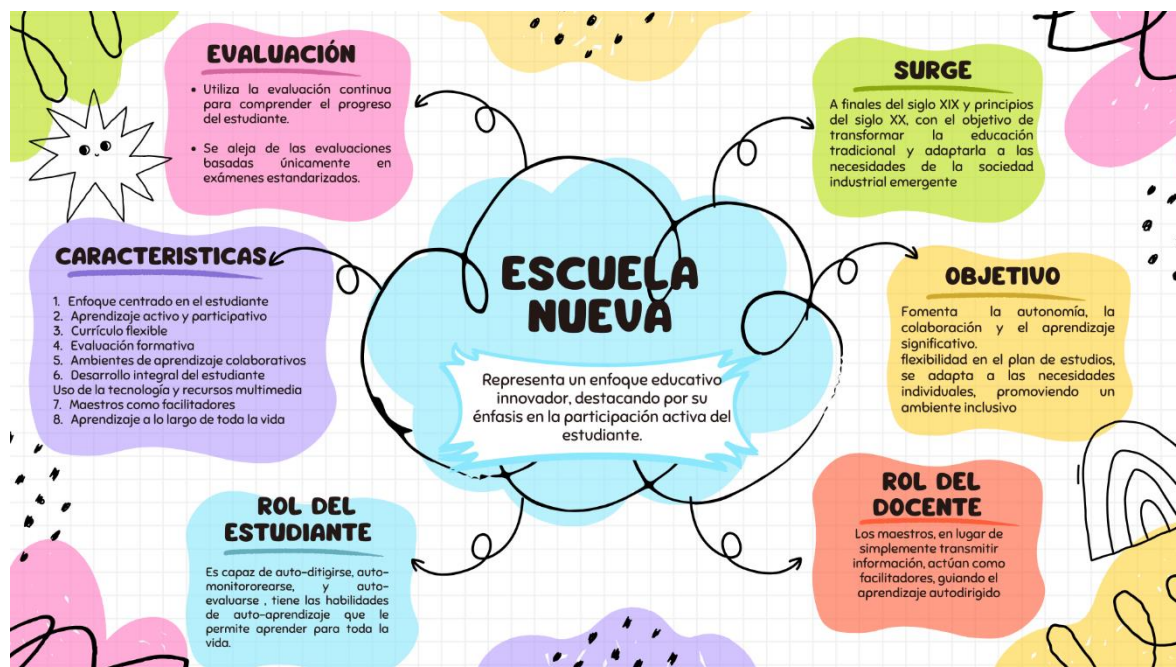 EVALUACIÓN
• Utiliza la evaluación continua
para comprender el progreso
del estudiante.
• Se aleja de las evaluaciones
basadas únicamente en
exámenes estandarizados.
SURGE
A finales del siglo XIX y principios
del siglo XX, con el objetivo de
transformar la educación
tradicional y adaptarla a las
necesidades de la sociedad
industrial emergente
CARACTERISTICAS
1. Enfoque centrado en el estudiante
2. Aprendizaje activo y participativo
3. Currículo flexible
4. Evaluación formativa
5. Ambientes de aprendizaje colaborativos
6. Desarrollo integral del estudiante
Uso de la tecnología y recursos multimedia
7. Maestros como facilitadores
8. Aprendizaje a lo largo de toda la vida
ESCUELA
NUEVA
Representa un enfoque educativo
innovador, destacando por su
énfasis en la participación activa del
estudiante.
OBJETIVO
Fomenta la autonomía, la
colaboración y el aprendizaje
significativo.
flexibilidad en el plan de estudios,
se adapta a las necesidades
individuales, promoviendo un
ambiente inclusivo
ROL DEL
ESTUDIANTE
Es capaz de auto-ditigirse, auto-
monitororearse, y auto-
evaluarse , tiene las habilidades
de auto-aprendizaje que le
permite aprender para toda la
vida.
ROL DEL
DOCENTE
Los maestros, en lugar de
simplemente transmitir
información, actúan como
facilitadores, guiando el
aprendizaje autodirigido